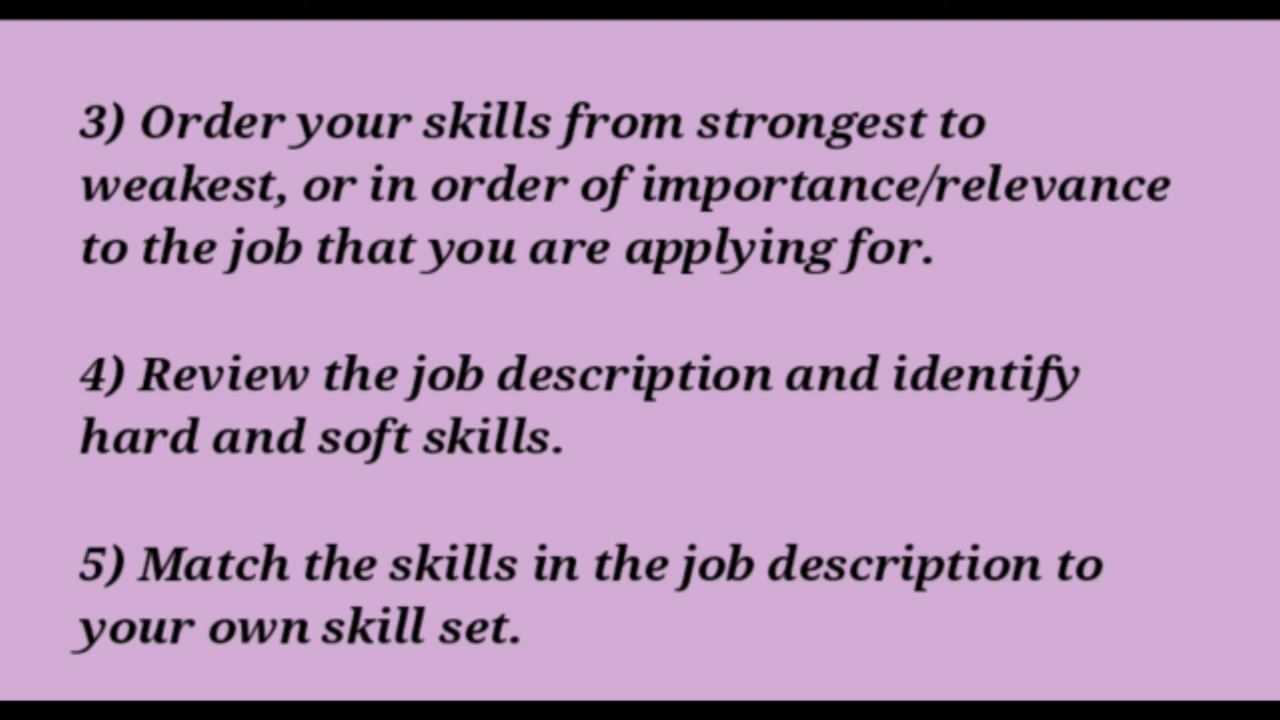 3) Order your skills from strongest to
weakest, or in order of importance/relevance
to the job that you are applying for.
4) Review the job description and identify
hard and soft skills.
5) Match the skills in the job description to
your own skill set.